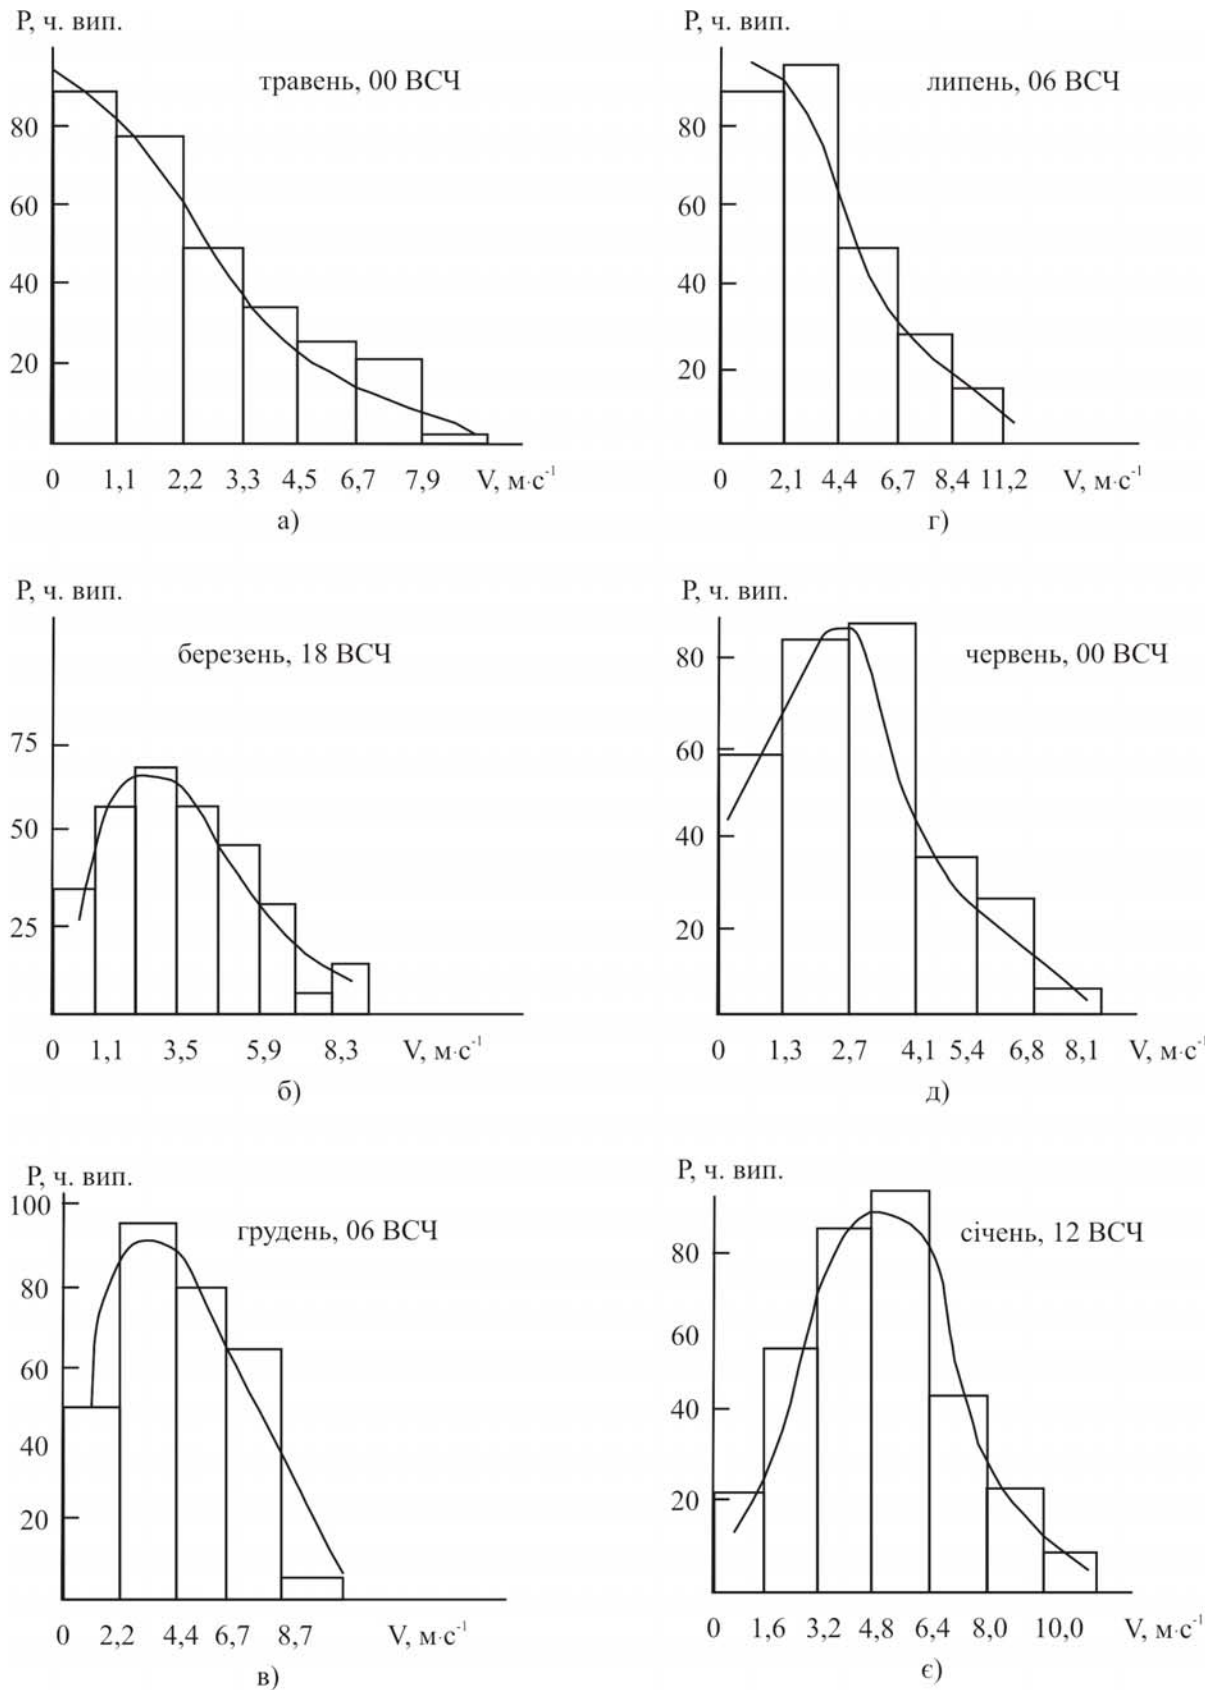 P, ч. вип.
травень, 00 ВСЧ
80
60
40
20
0 1,1 2,2 3,3 4,5 6,7 7,9 V, м·с⁻¹
а)
P, ч. вип.
липень, 06 ВСЧ
80
60
40
20
0 2,1 4,4 6,7 8,4 11,2 V, м·с⁻¹
г)
P, ч. вип.
березень, 18 ВСЧ
75
50
25
0 1,1 3,5 5,9 8,3 V, м·с⁻¹
б)
P, ч. вип.
червень, 00 ВСЧ
80
60
40
20
0 1,3 2,7 4,1 5,4 6,8 8,1 V, м·с⁻¹
д)
P, ч. вип.
100
грудень, 06 ВСЧ
80
60
40
20
0 2,2 4,4 6,7 8,7 V, м·с⁻¹
в)
P, ч. вип.
січень, 12 ВСЧ
80
60
40
20
0 1,6 3,2 4,8 6,4 8,0 10,0 V, м·с⁻¹
є)